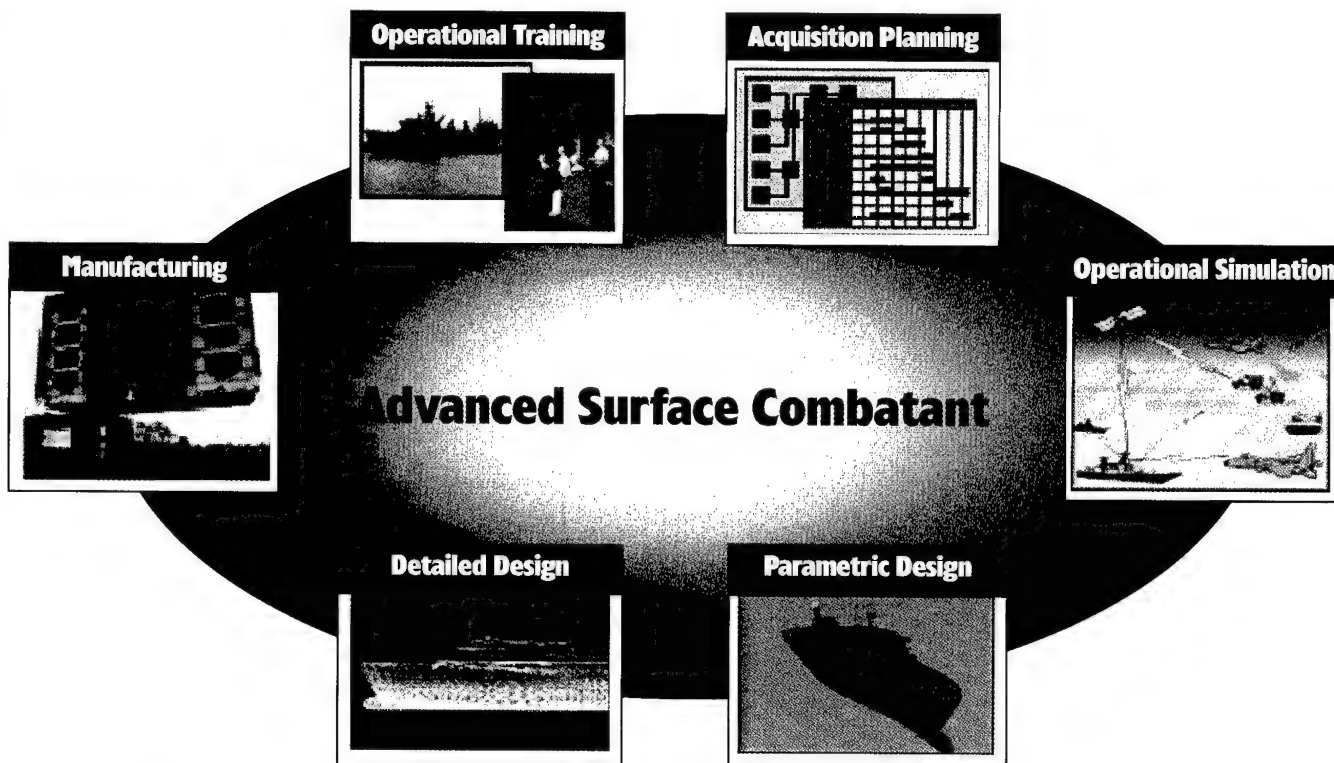 Operational Training
Acquisition Planning
Manufacturing
Operational Simulation
Advanced Surface Combatant
Detailed Design
Parametric Design